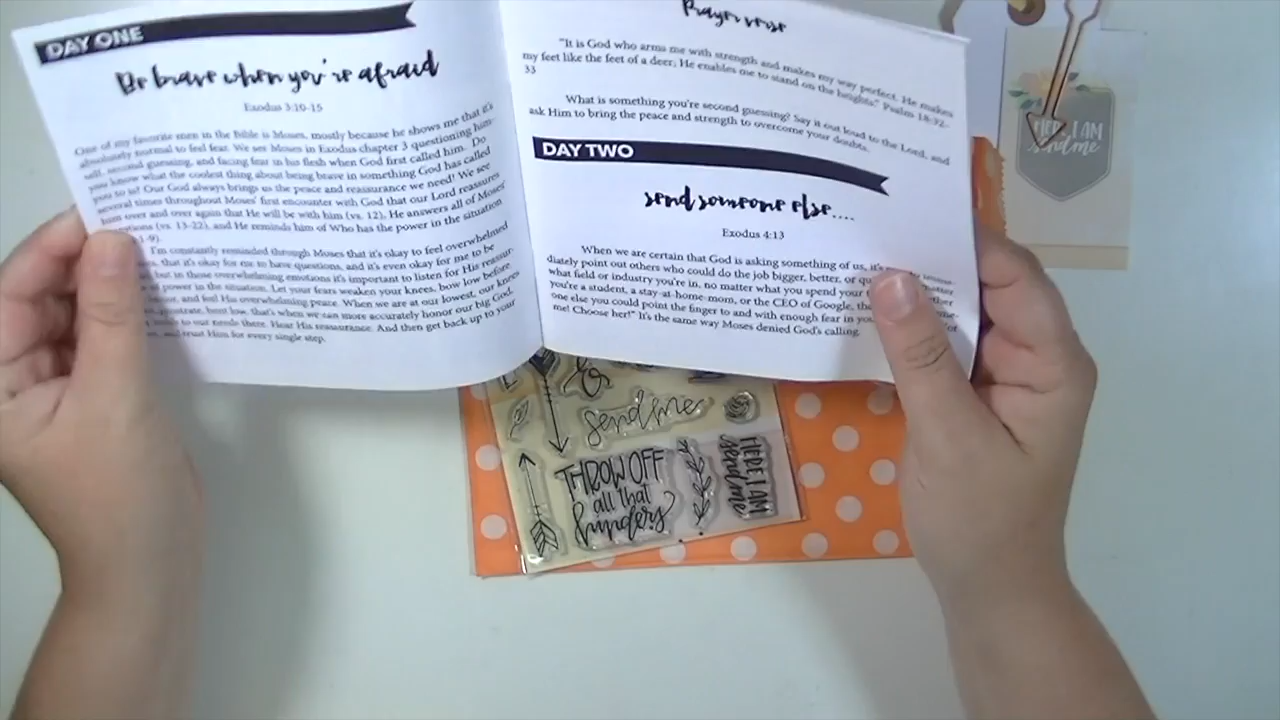 DAY ONE
Be brave when you're afraid
Exodus 3:10-15
One of my favorite men in the Bible is Moses, mostly because he shows me that it's
absolutely normal to feel fear. We see Moses in Exodus chapter 3 questioning him-
self, second guessing, and facing fear in his flesh when God first called him. Do
you know what the coolest thing about being brave in something God has called
you to is? Our God always brings us the peace and reassurance we need! We see
several times throughout Moses' first encounter with God that our Lord reassures
him over and over again that He will be with him (vs. 12), He answers all of Moses'
(vs. 13-22), and He reminds him of Who has the power in the situation
1-9).
I'm constantly reminded through Moses that it's okay to feel overwhelmed
that it's okay for me to have questions, and it's even okay for me to be
but in those overwhelming emotions it's important to listen for His reassur-
of power in the situation. Let your fears weaken your knees, bow low before
and feel His overwhelming peace. When we are at our lowest, our knees
bent low, that's when we can more accurately honor our big God,
to our needs there. Hear His reassurance. And then get back up to your
and trust Him for every single step.
Prayer verse
"It is God who arms me with strength and makes my way perfect. He makes
my feet like the feet of a deer; He enables me to stand on the heights." Psalm 18:32-
33
What is something you're second guessing? Say it out loud to the Lord, and
ask Him to bring the peace and strength to overcome your doubts.
DAY TWO
send someone else....
Exodus 4:13
When we are certain that God is asking something of us, it's
diately point out others who could do the job bigger, better, or
what field or industry you're in, no matter what you spend your
you're a student, a stay-at-home-mom, or the CEO of Google,
one else you could point the finger to and with enough fear in
me! Choose her!" It's the same way Moses denied God's calling.
HERE I AM
send me
send me
THROW OFF
all that
hinders
HERE I AM
send me